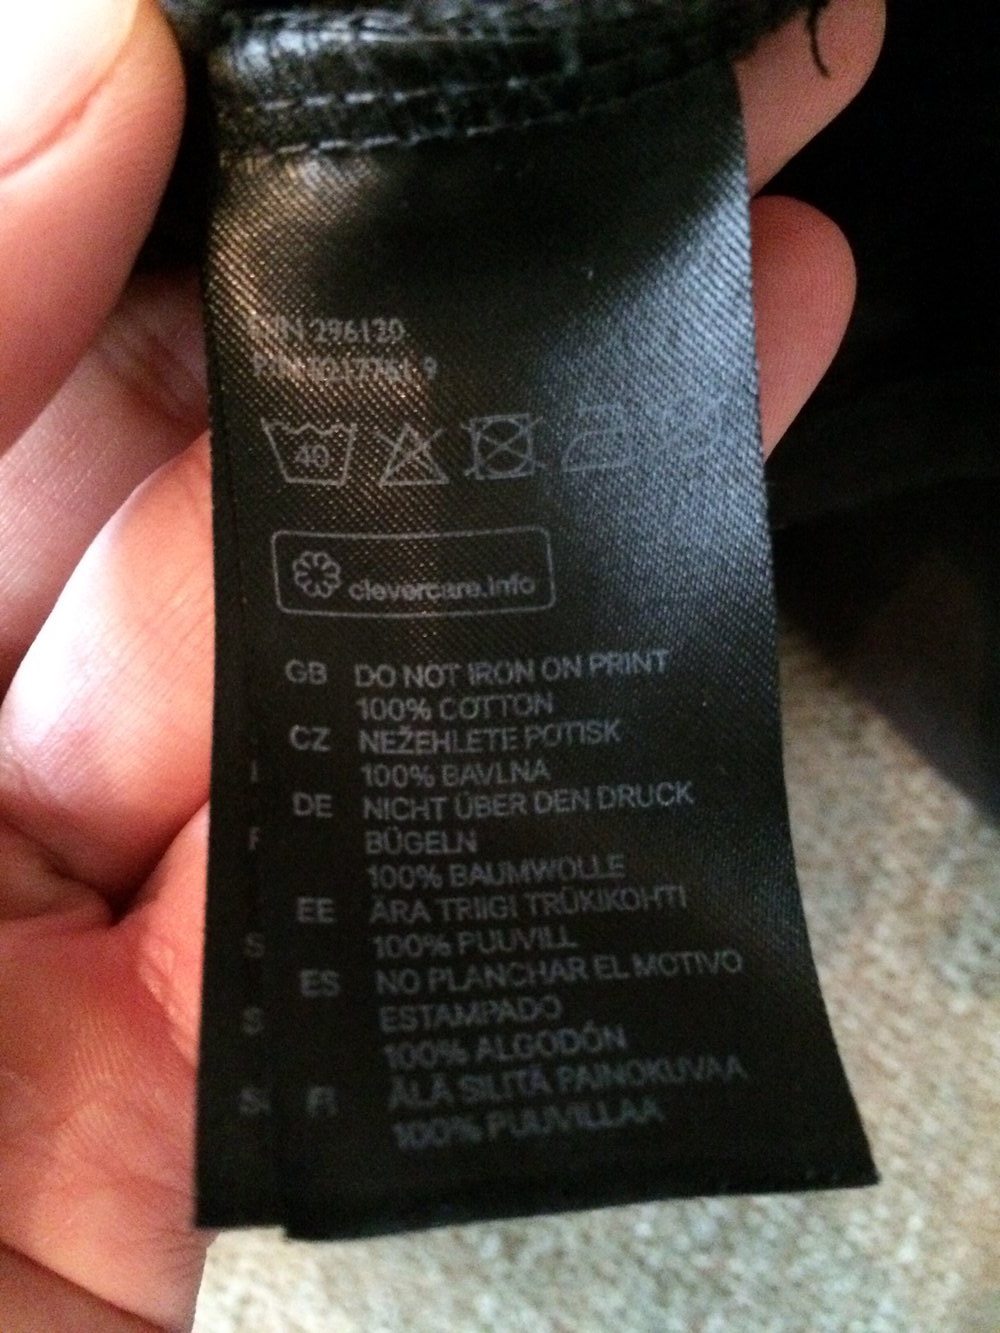 286130
40
clevercare.info
GB DO NOT IRON ON PRINT
100% COTTON
CZ NEŽEHLETE POTISK
100% BAVLNA
DE NICHT ÜBER DEN DRUCK
BÜGELN
100% BAUMWOLLE
EE ÄRA TRIIGI TRÜKIKOHTI
100% PUUVILL
ES NO PLANCHAR EL MOTIVO
ESTAMPADO
100% ALGODÓN
FI ÄLÄ SILITÄ PAINOKUVAA
100% PUUVILLAA